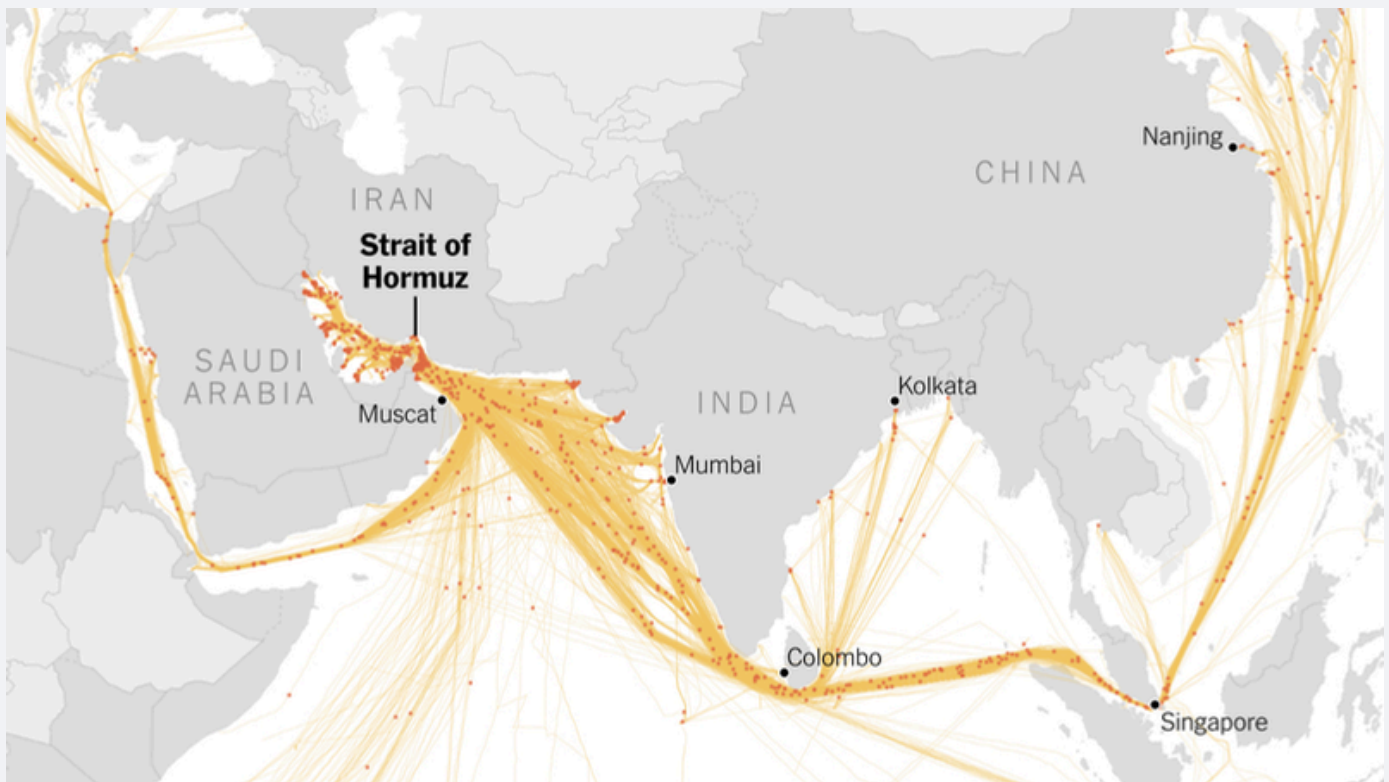 Nanjing
CHINA
IRAN
Strait of
Hormuz
SAUDI
ARABIA
Muscat
INDIA
Kolkata
Mumbai
Colombo
Singapore